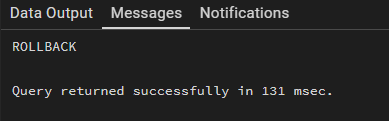 Data Output Messages Notifications
ROLLBACK
Query returned successfully in 131 msec.